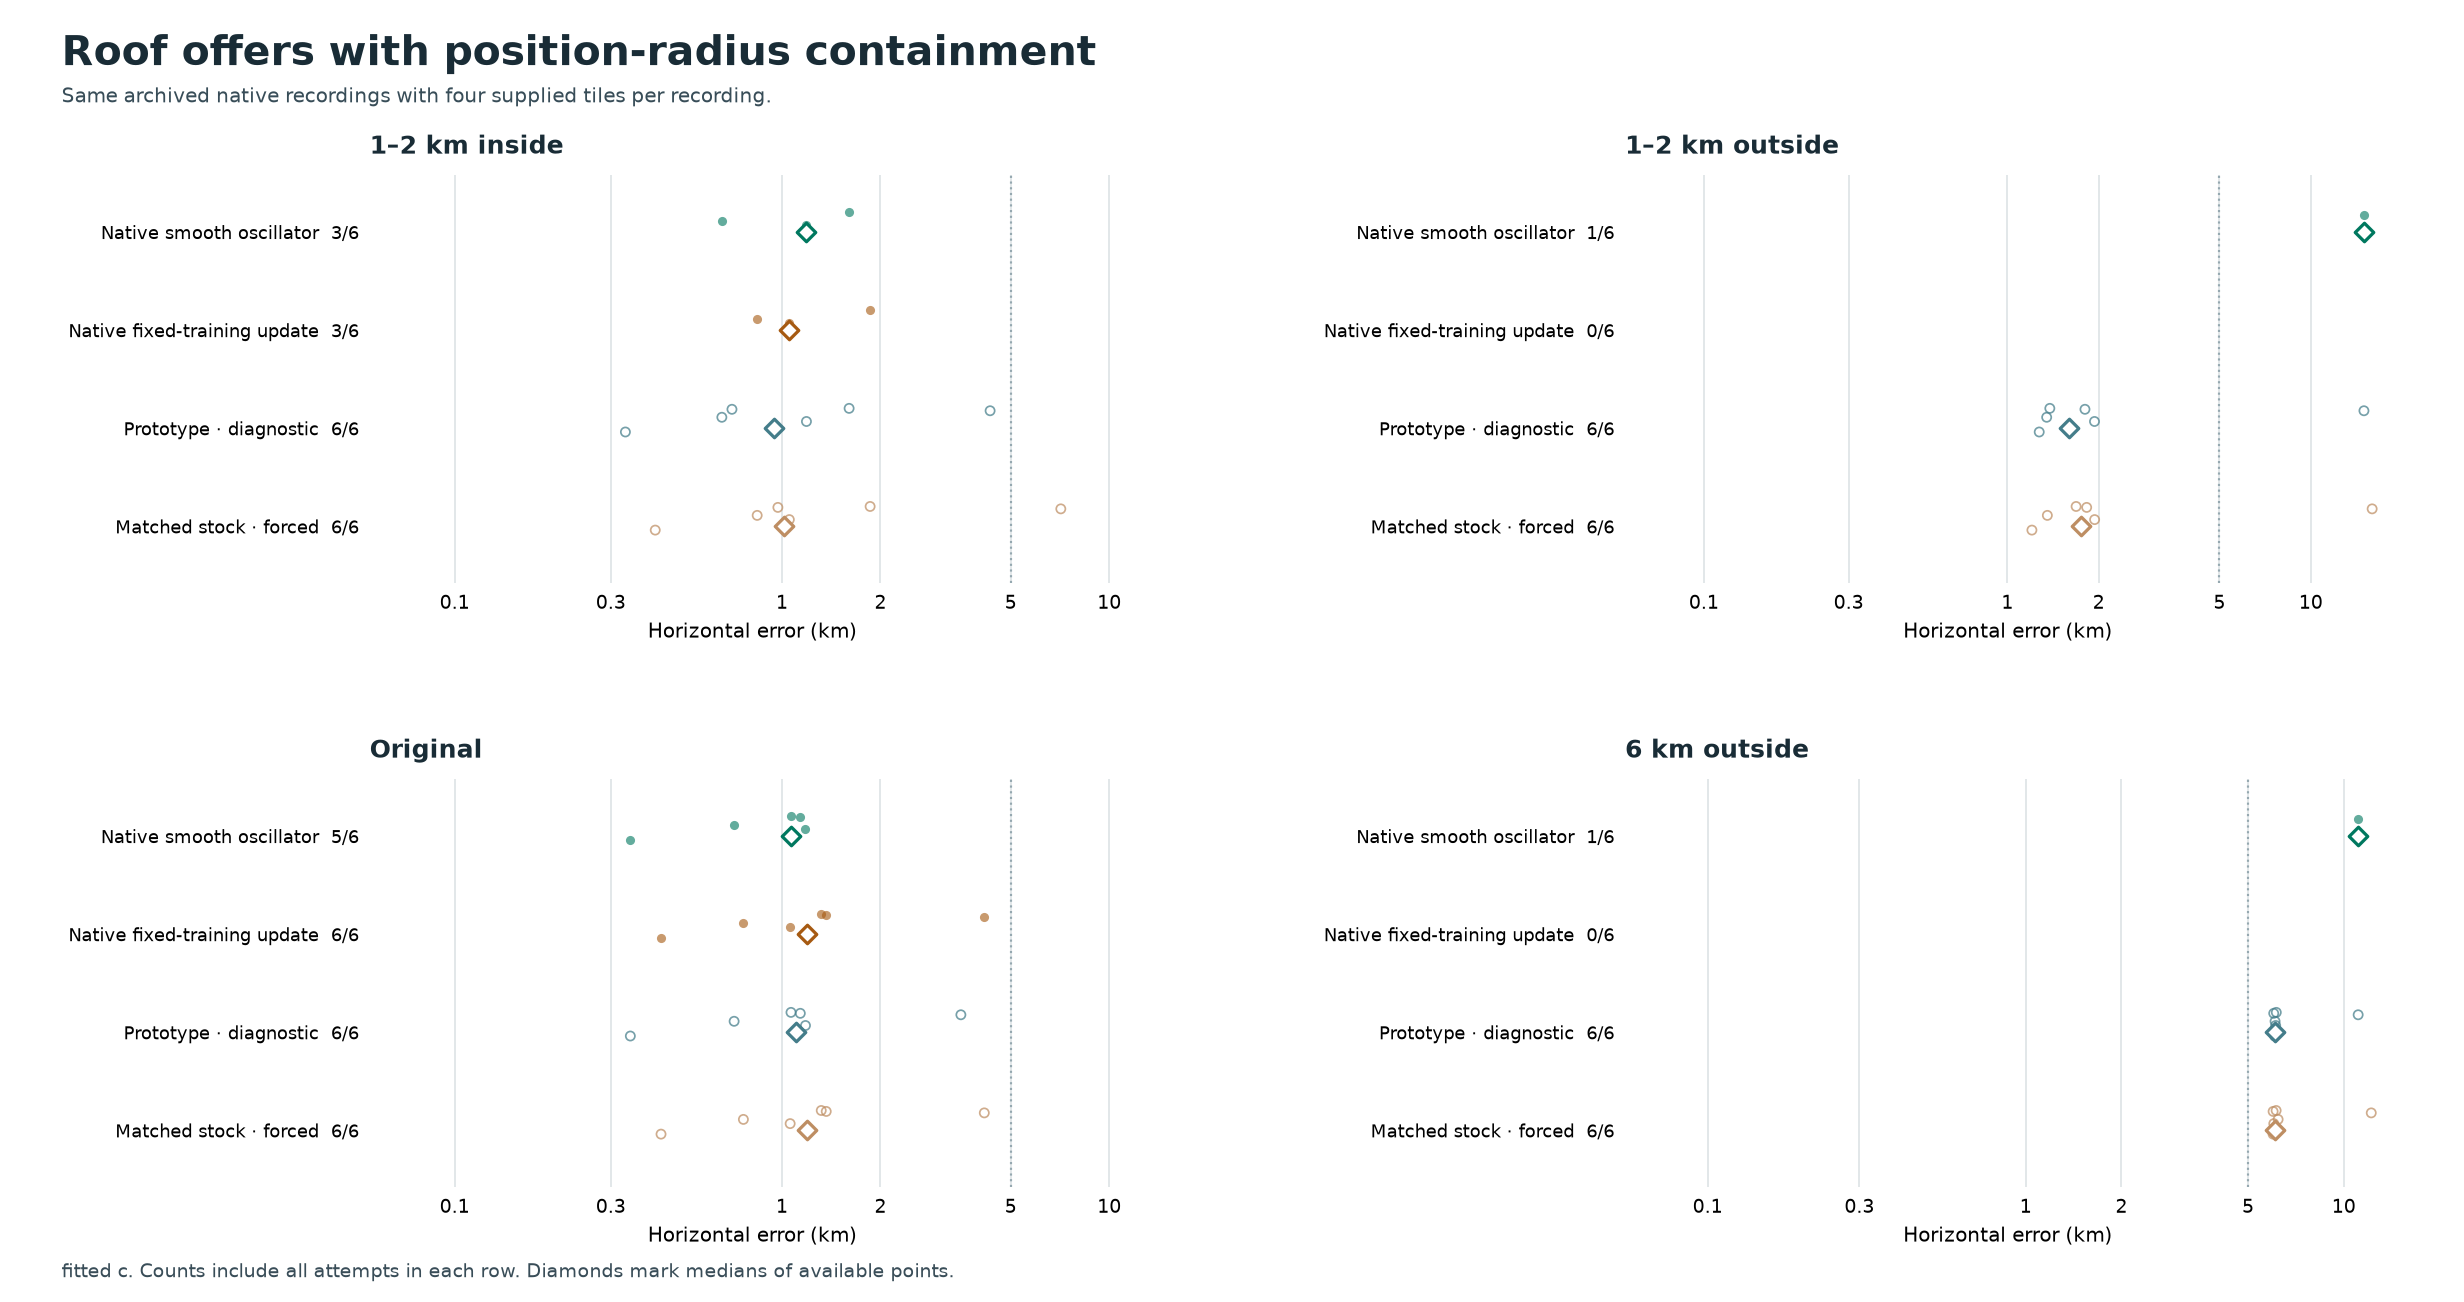 Roof offers with position-radius containment
Same archived native recordings with four supplied tiles per recording.
1–2 km inside
Native smooth oscillator 3/6
Native fixed-training update 3/6
Prototype · diagnostic 6/6
Matched stock · forced 6/6
0.1 0.3 1 2 5 10
Horizontal error (km)
1–2 km outside
Native smooth oscillator 1/6
Native fixed-training update 0/6
Prototype · diagnostic 6/6
Matched stock · forced 6/6
0.1 0.3 1 2 5 10
Horizontal error (km)
Original
Native smooth oscillator 5/6
Native fixed-training update 6/6
Prototype · diagnostic 6/6
Matched stock · forced 6/6
0.1 0.3 1 2 5 10
Horizontal error (km)
6 km outside
Native smooth oscillator 1/6
Native fixed-training update 0/6
Prototype · diagnostic 6/6
Matched stock · forced 6/6
0.1 0.3 1 2 5 10
Horizontal error (km)
fitted c. Counts include all attempts in each row. Diamonds mark medians of available points.